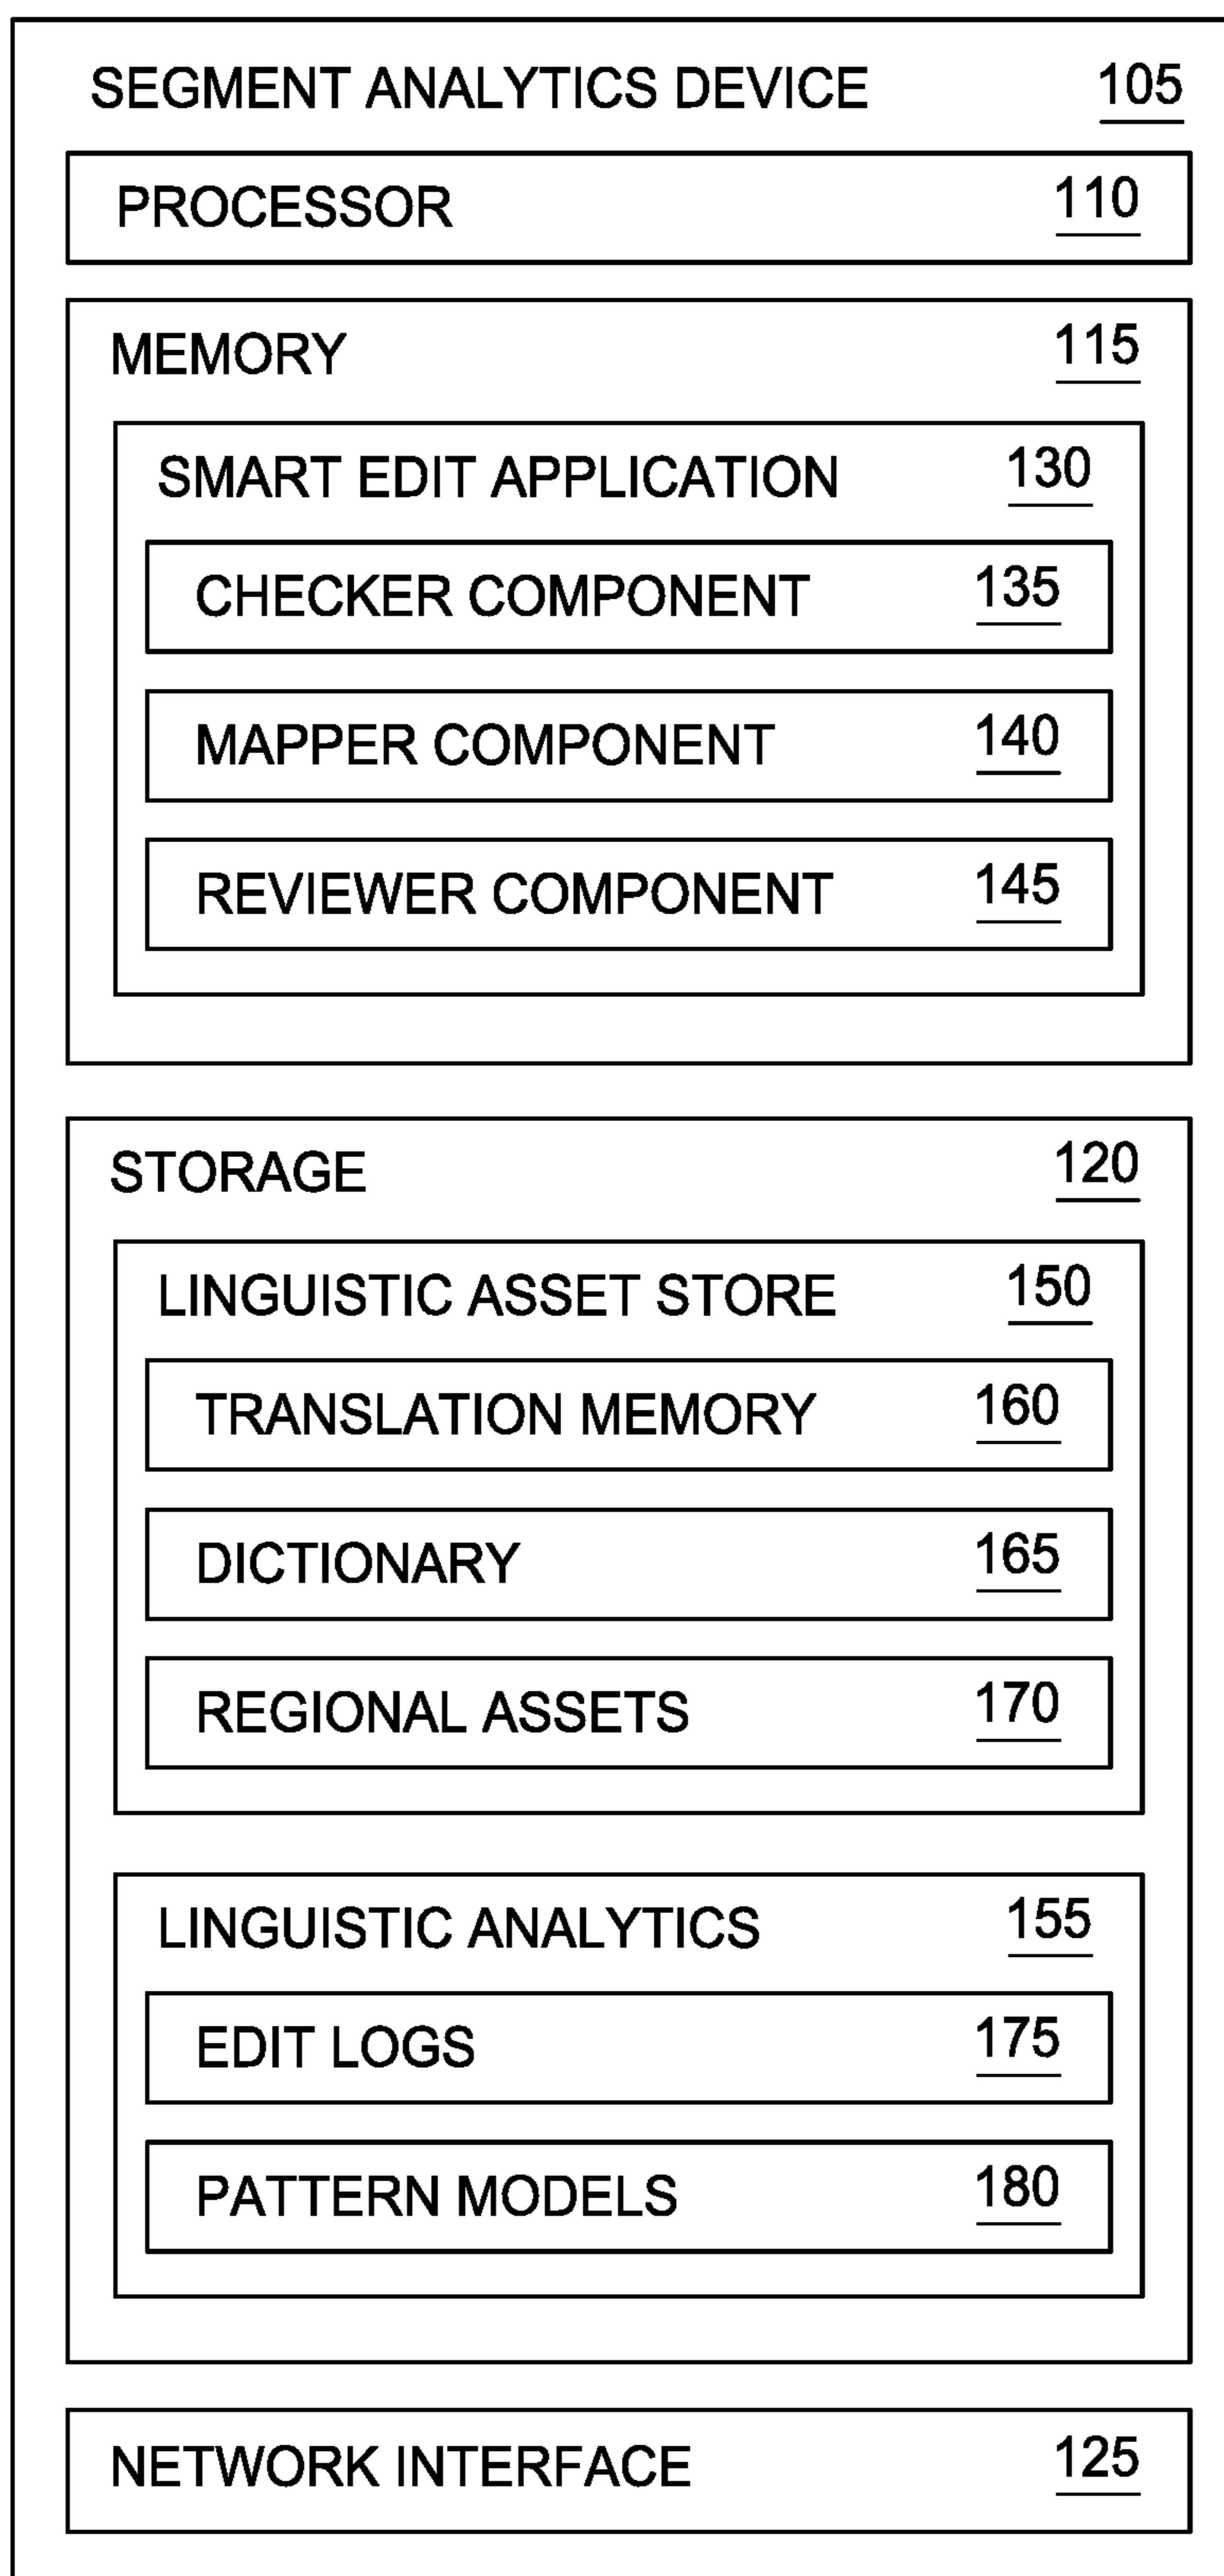 SEGMENT ANALYTICS DEVICE 105
PROCESSOR 110
MEMORY 115
SMART EDIT APPLICATION 130
CHECKER COMPONENT 135
MAPPER COMPONENT 140
REVIEWER COMPONENT 145
STORAGE 120
LINGUISTIC ASSET STORE 150
TRANSLATION MEMORY 160
DICTIONARY 165
REGIONAL ASSETS 170
LINGUISTIC ANALYTICS 155
EDIT LOGS 175
PATTERN MODELS 180
NETWORK INTERFACE 125